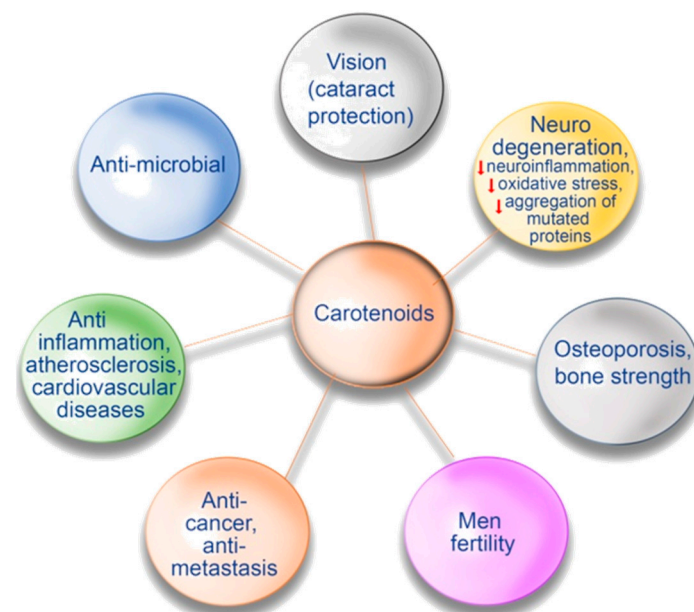 Vision
(cataract
protection)
Neuro
degeneration,
↓neuroinflammation,
↓ oxidative stress,
↓aggregation of
mutated
proteins
Anti-microbial
Carotenoids
Anti
inflammation,
atherosclerosis,
cardiovascular
diseases
Osteoporosis,
bone strength
Anti-
cancer,
anti-
metastasis
Men
fertility